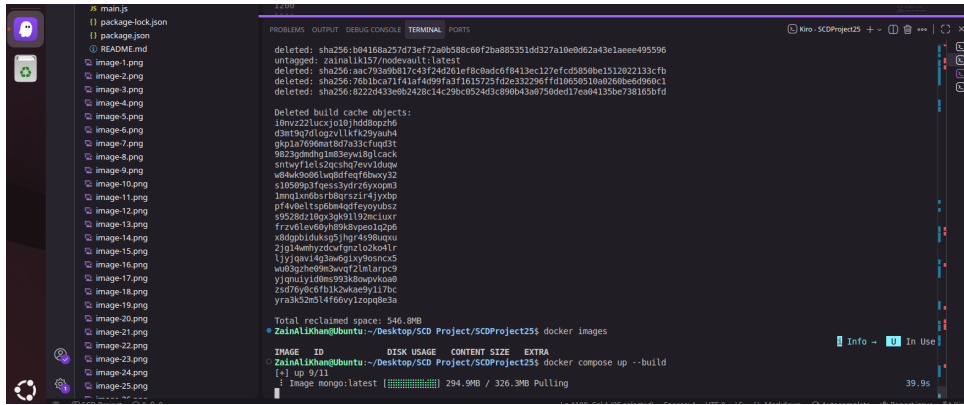 JS main.js
{} package-lock.json
{} package.json
README.md
image-1.png
image-2.png
image-3.png
image-4.png
image-5.png
image-6.png
image-7.png
image-8.png
image-9.png
image-10.png
image-11.png
image-12.png
image-13.png
image-14.png
image-15.png
image-16.png
image-17.png
image-18.png
image-19.png
image-20.png
image-21.png
image-22.png
image-23.png
image-24.png
image-25.png
1200
PROBLEMS OUTPUT DEBUG CONSOLE TERMINAL PORTS
Kiro - SCDProject25
deleted: sha256:b04168a257d73ef72a0b588c60f2ba885351dd327a10e0d62a43e1aeee495596
untagged: zainalik157/nodevault:latest
deleted: sha256:aac793a9b817c43f24d261ef8c0adc6f8413ec127efcd5850be1512022133cfb
deleted: sha256:76b1bca71f41af4d99fa3f1615725fd2e332296ffd10650510a0260be6d960c1
deleted: sha256:8222d433e0b2428c14c29bc0524d3c890b43a0750ded17ea04135be738165bfd
Deleted build cache objects:
i0nvz22lucxjo10jhdd8opzh6
d3mt9q7dlogzvllkfk29yauh4
gkp1a7696mat8d7a33cfuqd3t
9823gdmdhg1m83eywi8glcack
sntwyf1els2qcshq7evv1duqw
w84wk9o06lwq8dfeqf6bwxy32
s10509p3fqess3ydrz6yxopm3
1mnq1xn6bsrb8qrszir4jyxbp
pf4v0eltsp6bm4qdfeyoyubsz
s9528dz10gx3gk91l92mciuxr
frzv6lev60yh89k8vpeo1q2p6
x8dgpbiduksg5jhgr4s98uqxu
2jg14wmhyzdcwfgnzlo2ko4lr
ljyjqavi4g3aw6gixy9osncx5
wu03gzhe09m3wvqf2lmlarpc9
yjqnuiyid0ms993k8owpvkoa0
zsd76y0c6fb1k2wkae9y1i7bc
yra3k52m5l4f66vy1zopq8e3a
Total reclaimed space: 546.8MB
ZainAliKhan@Ubuntu:~/Desktop/SCD Project/SCDProject25$ docker images
i Info → U In Use
IMAGE ID DISK USAGE CONTENT SIZE EXTRA
ZainAliKhan@Ubuntu:~/Desktop/SCD Project/SCDProject25$ docker compose up --build
[+] up 9/11
Image mongo:latest [] 294.9MB / 326.3MB Pulling 39.9s